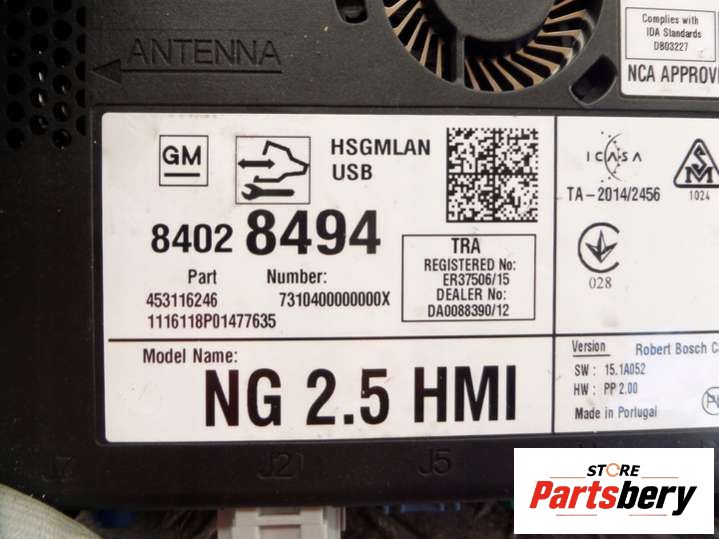 ANTENNA
Complies with
IDA Standards
DB03227
NCA APPROV
GM
HSGMLAN
USB
8402 8494
Part Number:
453116246 7310400000000X
1116118P01477635
TRA
REGISTERED No:
ER37506/15
DEALER No:
DA0088390/12
ICASA
TA-2014/2456
1024
028
Model Name:
NG 2.5 HMI
Version Robert Bosch C
SW : 15.1A052
HW : PP 2.00
Made in Portugal
J2
J5
STORE
Partsbery